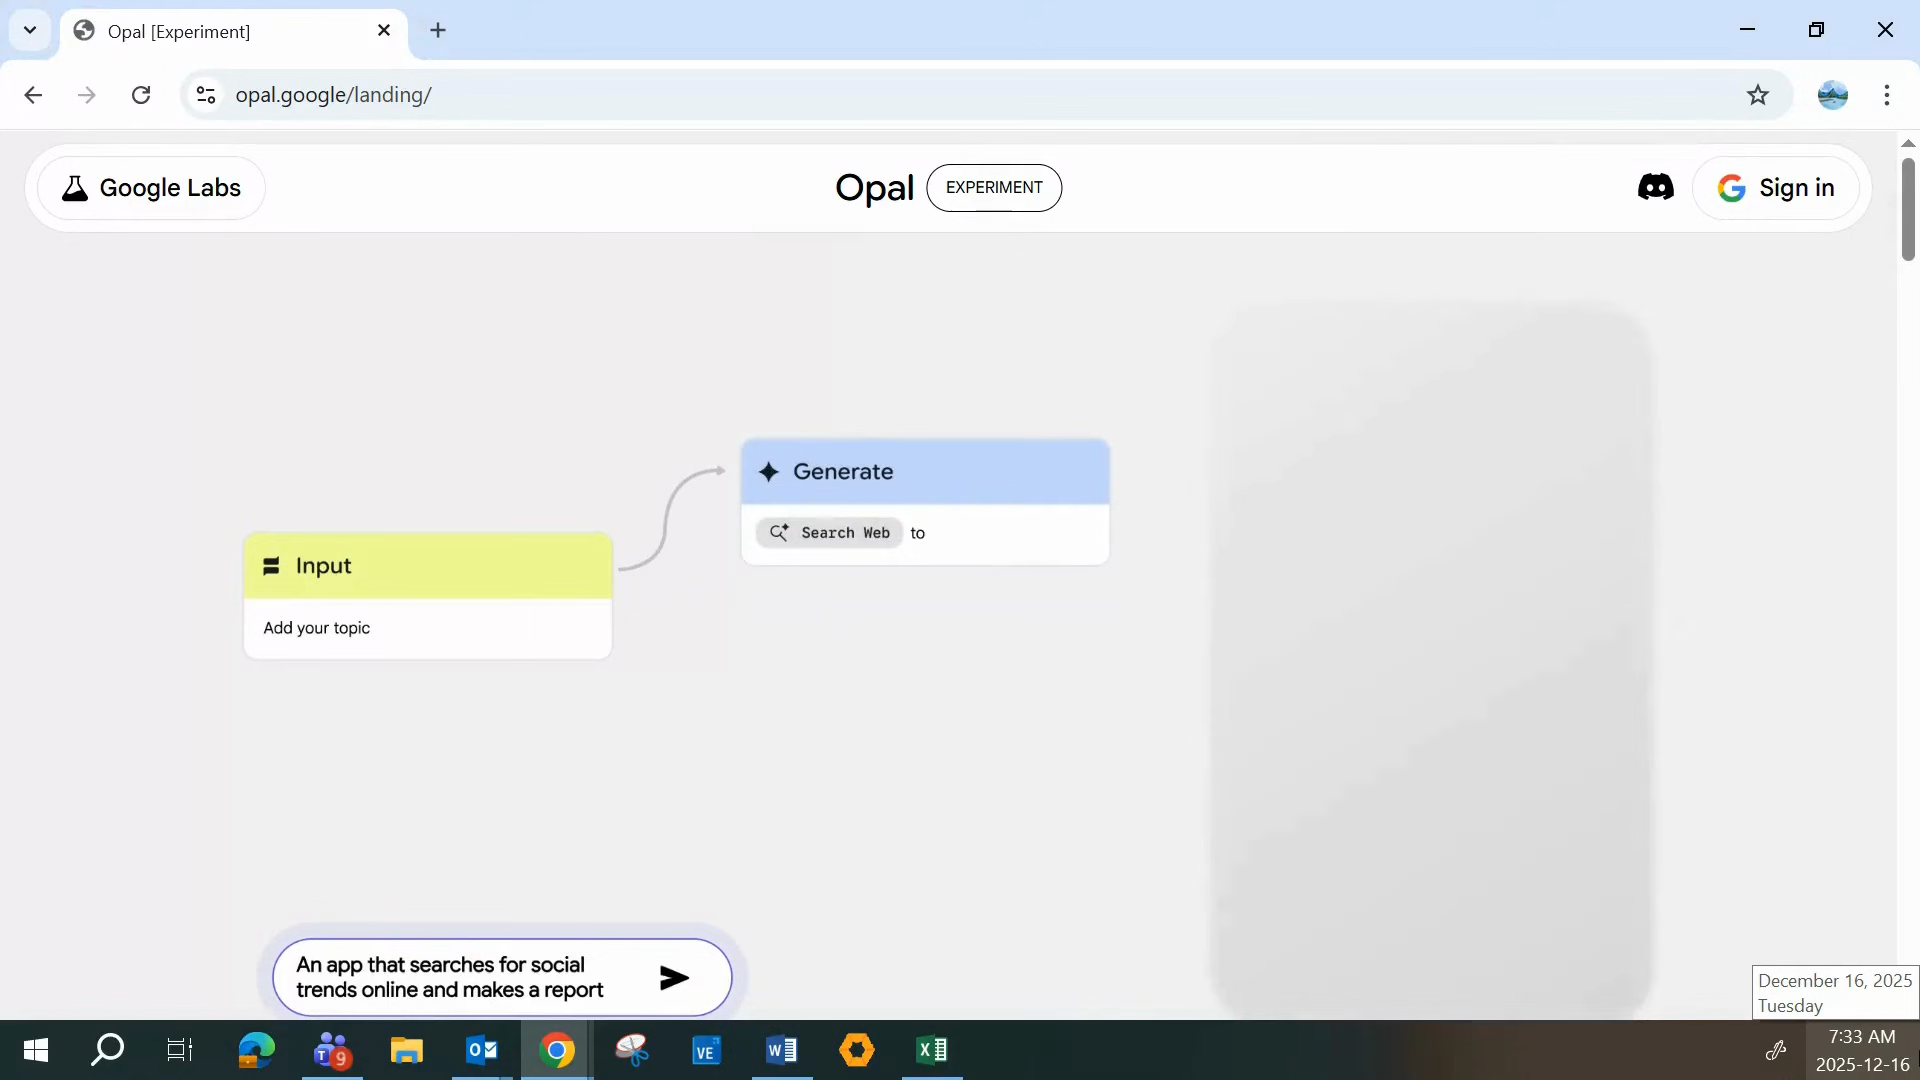 Opal [Experiment]
opal.google/landing/
Google Labs
Opal
EXPERIMENT
Sign in
Generate
Search Web to
Input
Add your topic
An app that searches for social
trends online and makes a report
December 16, 2025
Tuesday
T
9
O
VE
W
X
7:33 AM
2025-12-16